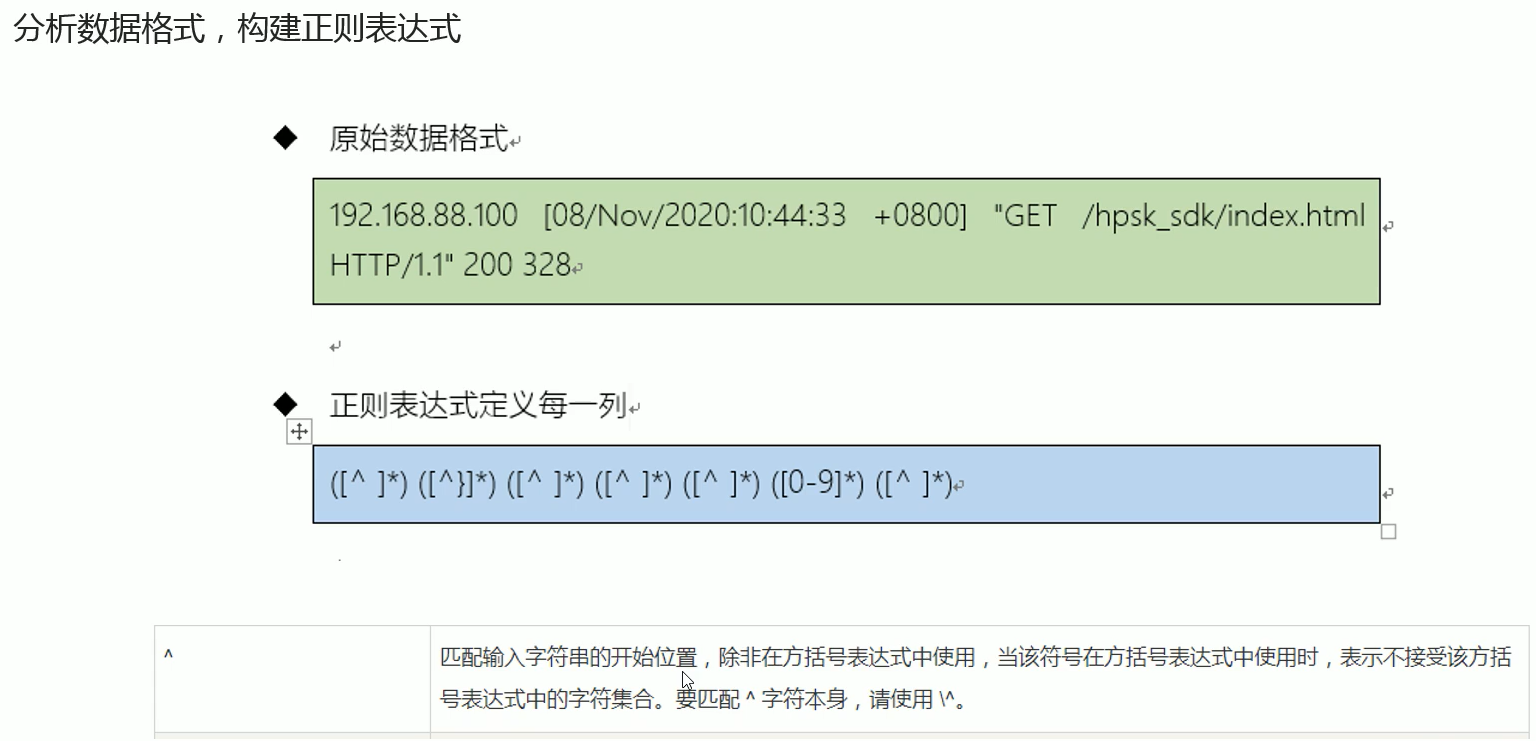 分析数据格式，构建正则表达式
◆ 原始数据格式
192.168.88.100 [08/Nov/2020:10:44:33 +0800] "GET /hpsk_sdk/index.html
HTTP/1.1" 200 328
◆ 正则表达式定义每一列
([^ ]*) ([^}]*) ([^ ]*) ([^ ]*) ([^ ]*) ([0-9]*) ([^ ]*)
^
匹配输入字符串的开始位置，除非在方括号表达式中使用，当该符号在方括号表达式中使用时，表示不接受该方括
号表达式中的字符集合。要匹配 ^ 字符本身，请使用 \^。